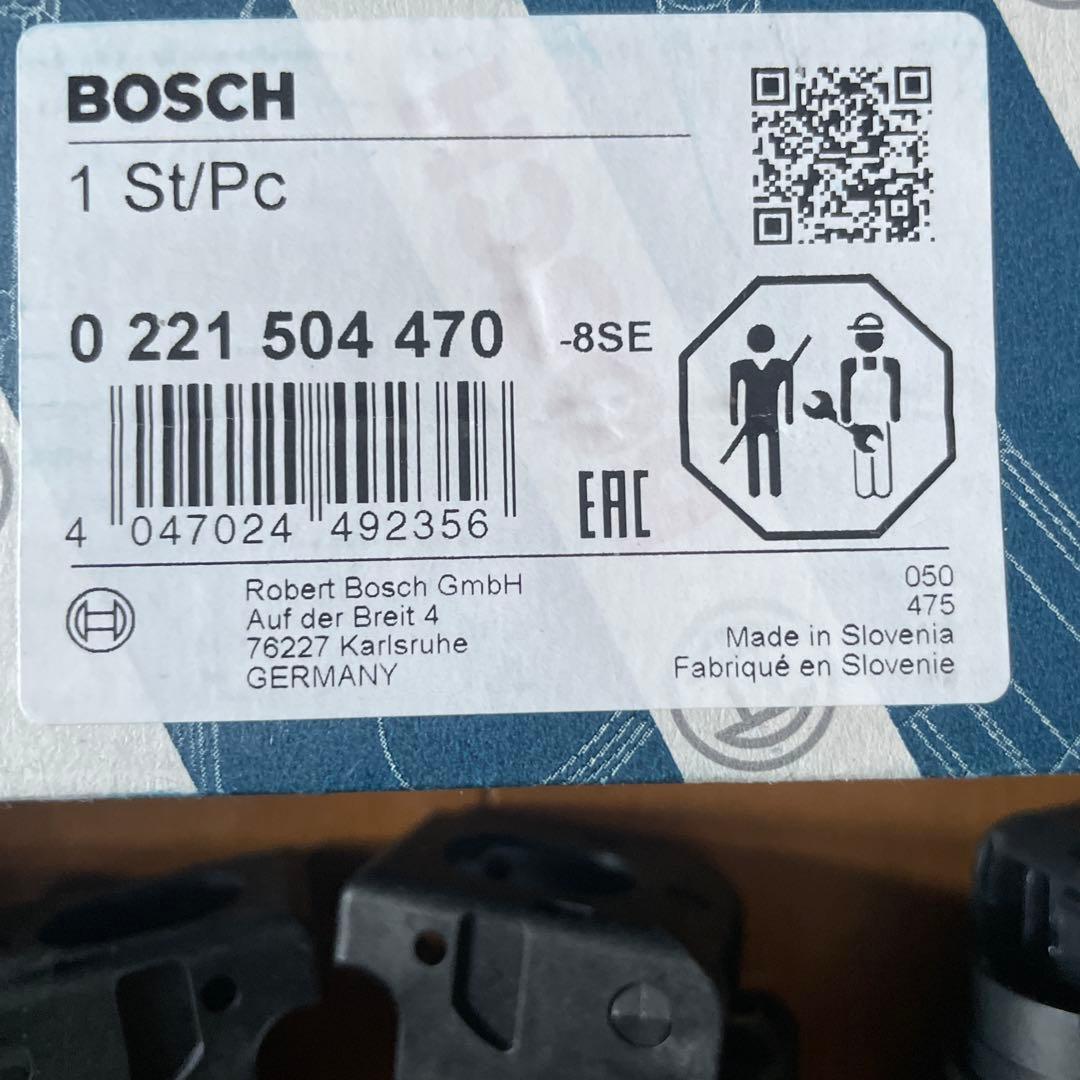 BOSCH
1 St/Pc
0 221 504 470 -8SE
4 047024 492356
EAC
Robert Bosch GmbH
Auf der Breit 4
76227 Karlsruhe
GERMANY
050
475
Made in Slovenia
Fabriqué en Slovenie